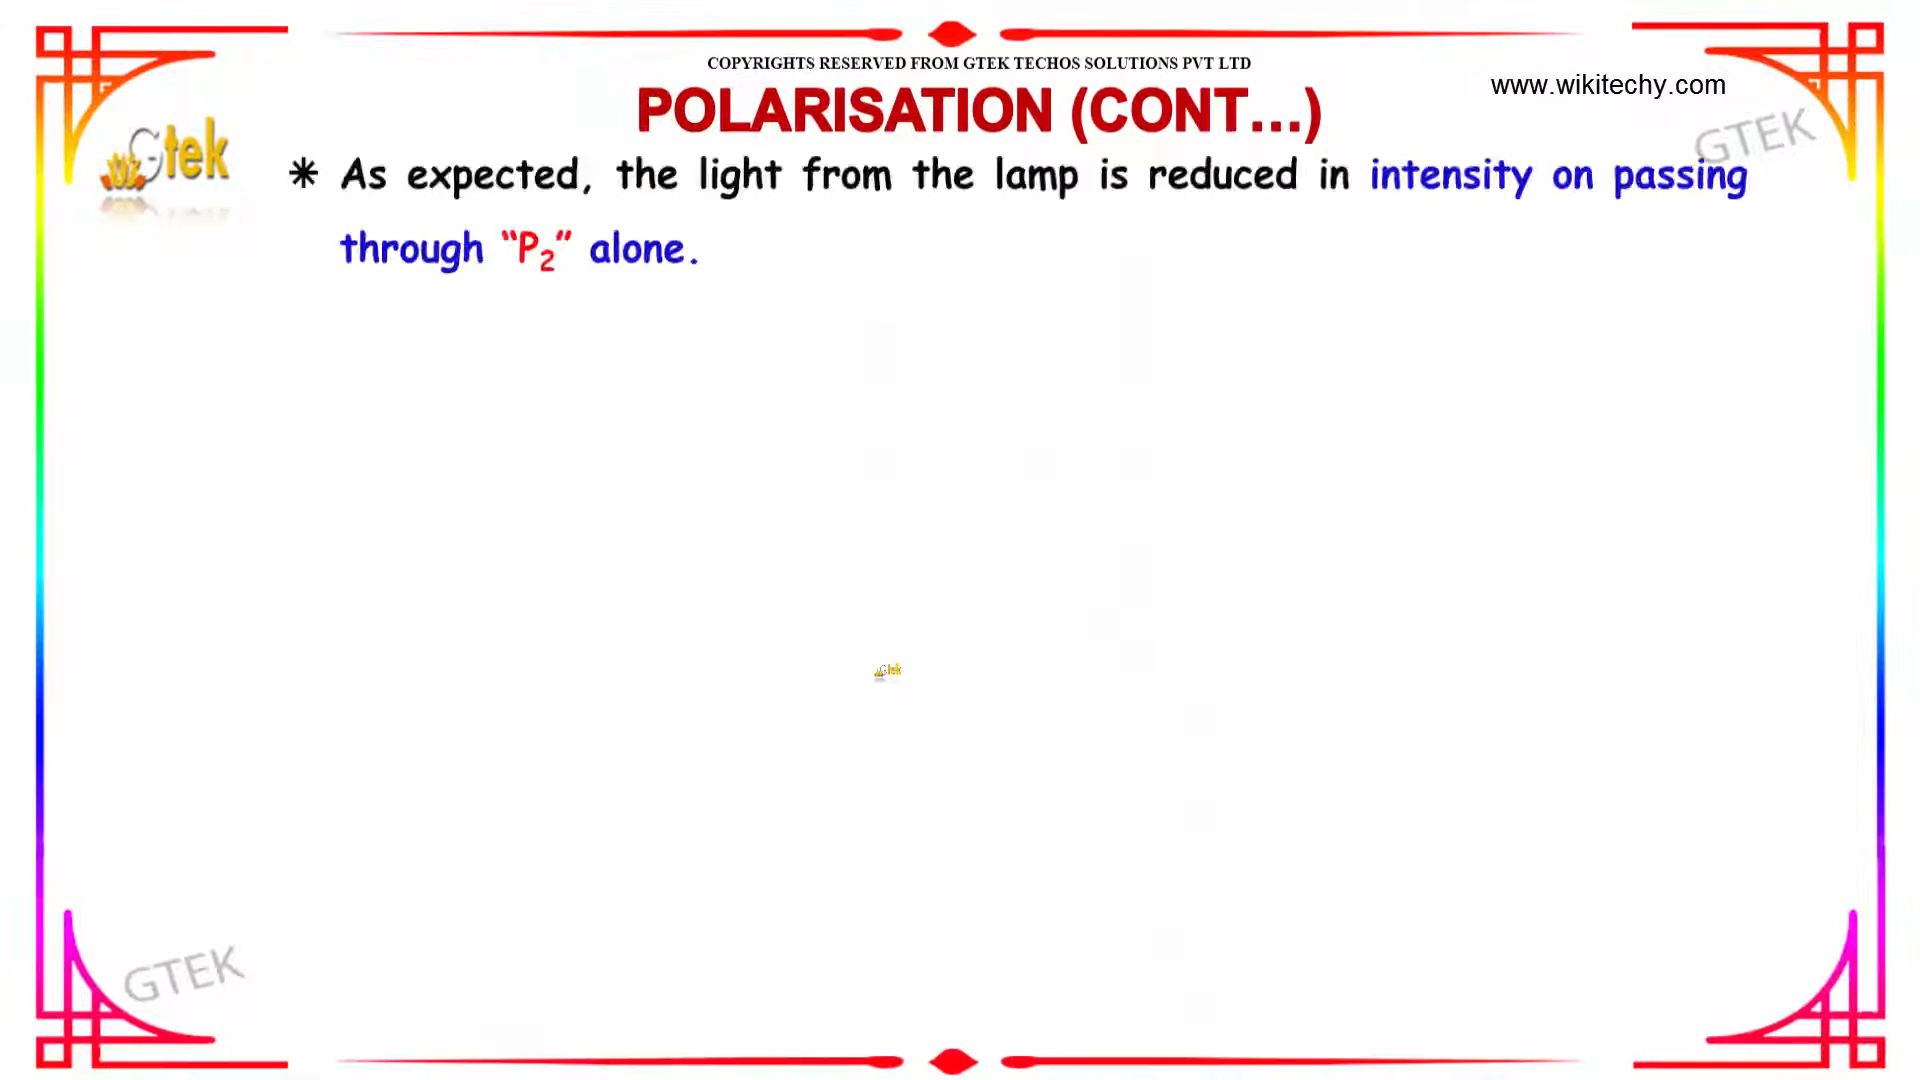 COPYRIGHTS RESERVED FROM GTEK TECHOS SOLUTIONS PVT LTD
www.wikitechy.com
POLARISATION (CONT...)
GTEK
Gtek
✳ As expected, the light from the lamp is reduced in intensity on passing
through “P₂” alone.
Gtek
GTEK